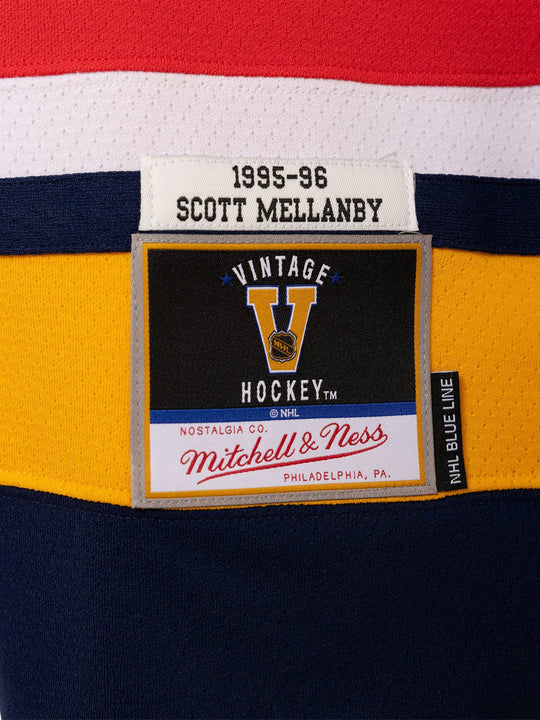 1995-96
SCOTT MELLANBY
VINTAGE
V
NHL
HOCKEY™
© NHL
NOSTALGIA CO.
Mitchell & Ness
PHILADELPHIA, PA.
NHL BLUE LINE